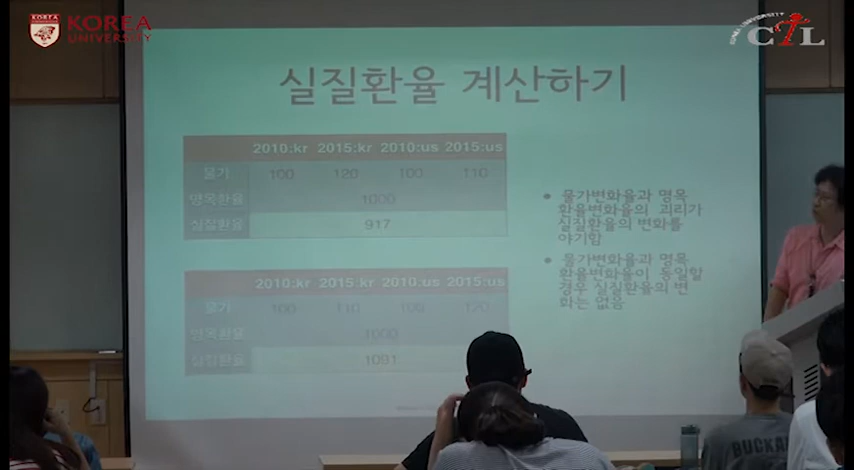 KOREA
UNIVERSITY
KOREA UNIVERSITY
CTL
실질환율 계산하기
2010:kr 2015:kr 2010:us 2015:us
물가 100 120 100 110
명목환율 1000
실질환율 917
• 물가변화율과 명목
환율변화율의 괴리가
실질환율의 변화를
야기함
• 물가변화율과 명목
환율변화율이 동일할
경우 실질환율의 변
화는 없음
2010:kr 2015:kr 2010:us 2015:us
물가 100 110 100 120
명목환율 1000
실질환율 1091
BUCKA